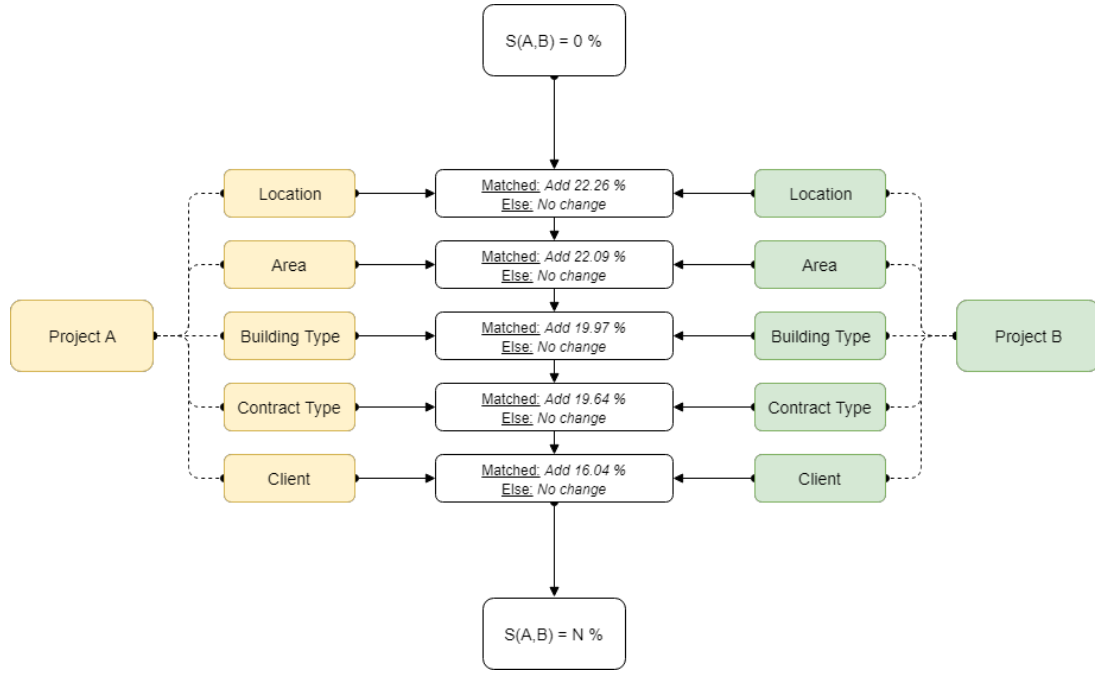 S(A,B) = 0 %
Location
Matched: Add 22.26 %
Else: No change
Location
Area
Matched: Add 22.09 %
Else: No change
Area
Project A
Building Type
Matched: Add 19.97 %
Else: No change
Building Type
Project B
Contract Type
Matched: Add 19.64 %
Else: No change
Contract Type
Client
Matched: Add 16.04 %
Else: No change
Client
S(A,B) = N %